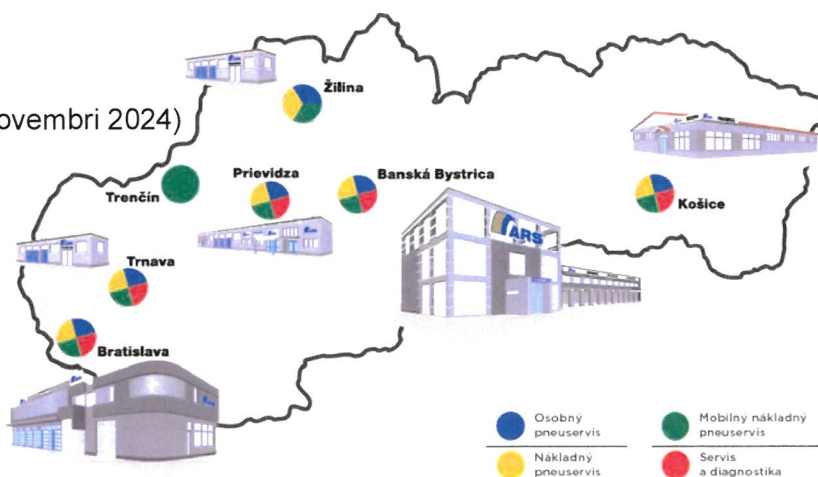 ovembri 2024)
Žilina
Trenčín
Prievidza
Banská Bystrica
Košice
ARS
Trnava
Bratislava
Osobný
pneuservis
Mobilný nákladný
pneuservis
Nákladný
pneuservis
Servis
a diagnostika